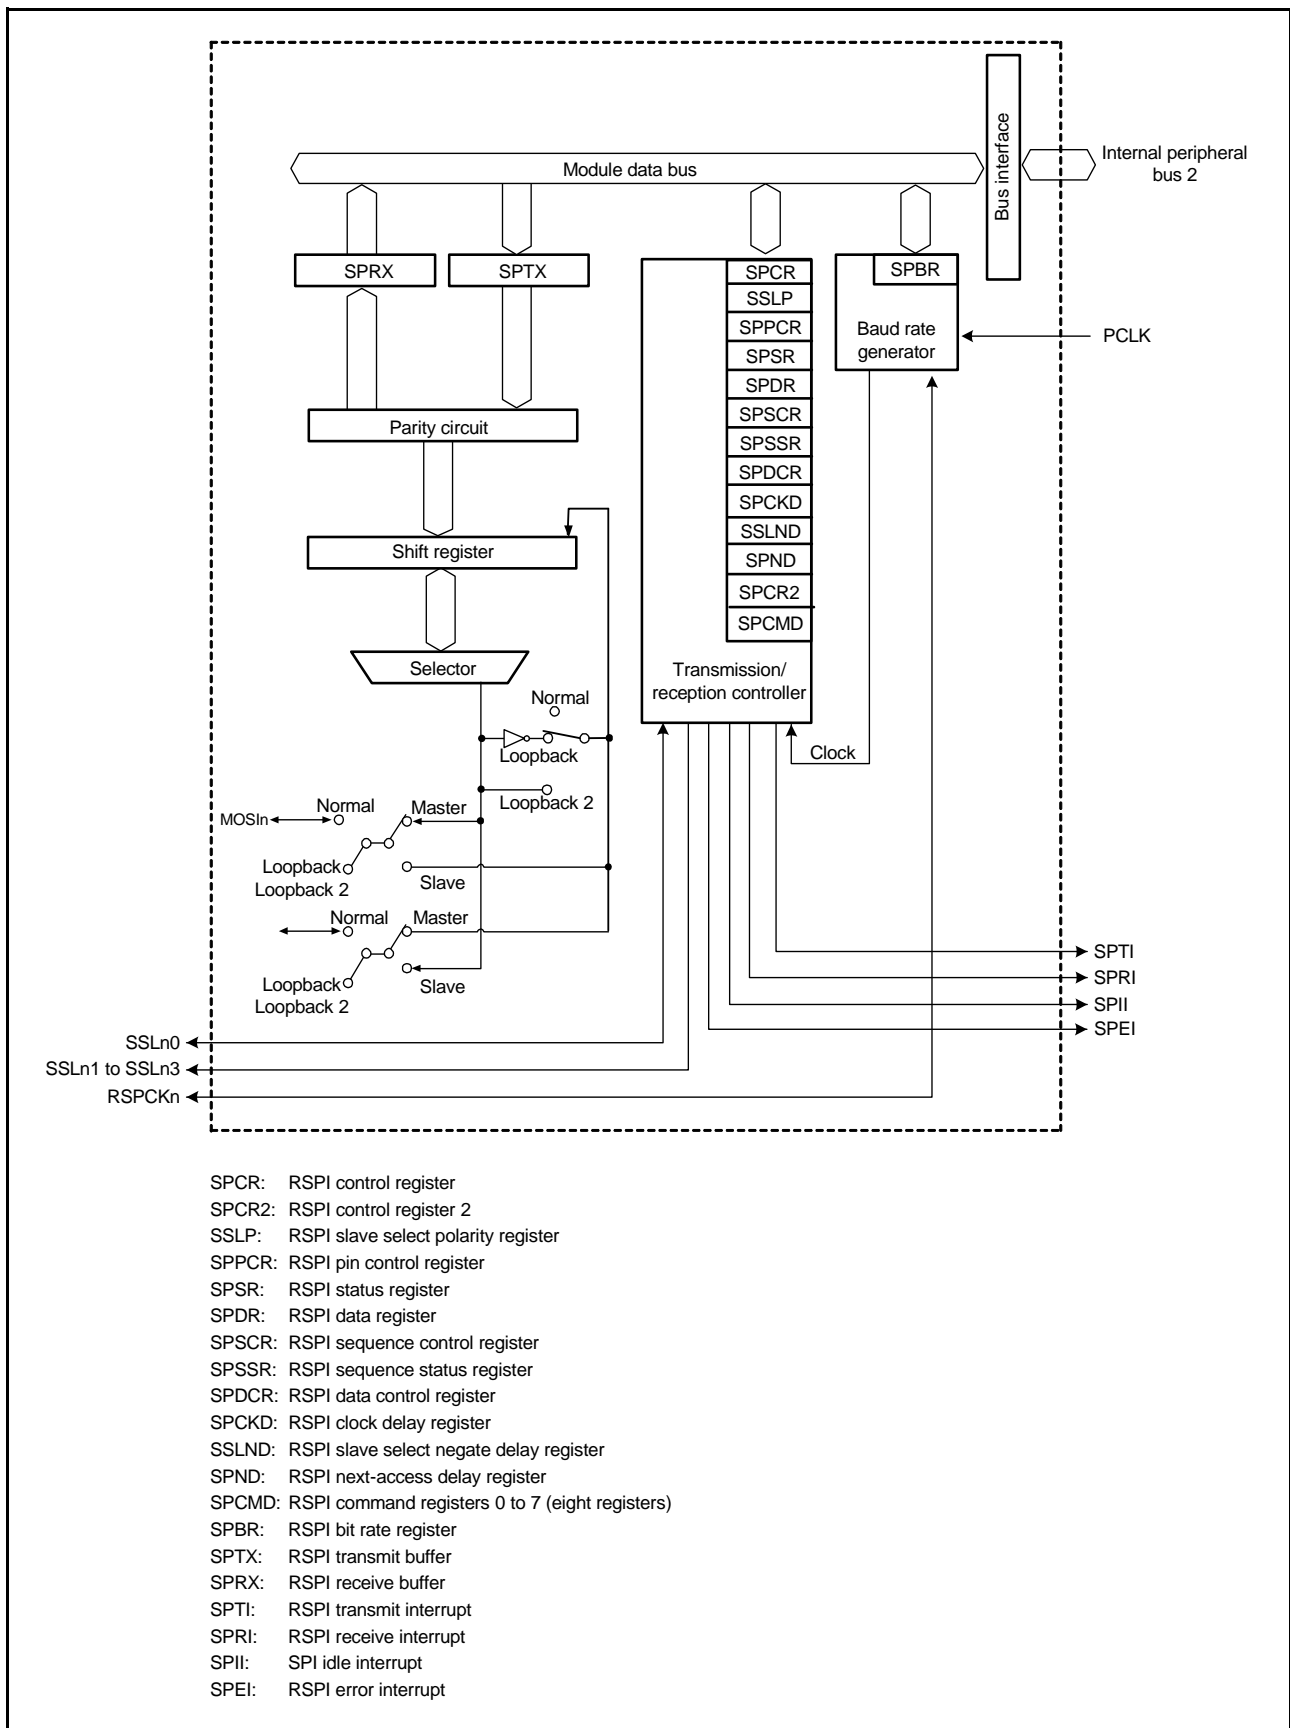 Bus interface
Internal peripheral
bus 2
Module data bus
SPRX
SPTX
SPCR
SSLP
SPPCR
SPSR
SPDR
SPSCR
SPSSR
SPDCR
SPCKD
SSLND
SPND
SPCR2
SPCMD
Transmission/
reception controller
SPBR
Baud rate
generator
PCLK
Parity circuit
Shift register
Selector
Normal
Loopback
Loopback 2
Clock
MOSIn
Normal
Master
Loopback
Loopback 2
Slave
Normal
Master
Loopback
Loopback 2
Slave
SPTI
SPRI
SPII
SPEI
SSLn0
SSLn1 to SSLn3
RSPCKn
SPCR: RSPI control register
SPCR2: RSPI control register 2
SSLP: RSPI slave select polarity register
SPPCR: RSPI pin control register
SPSR: RSPI status register
SPDR: RSPI data register
SPSCR: RSPI sequence control register
SPSSR: RSPI sequence status register
SPDCR: RSPI data control register
SPCKD: RSPI clock delay register
SSLND: RSPI slave select negate delay register
SPND: RSPI next-access delay register
SPCMD: RSPI command registers 0 to 7 (eight registers)
SPBR: RSPI bit rate register
SPTX: RSPI transmit buffer
SPRX: RSPI receive buffer
SPTI: RSPI transmit interrupt
SPRI: RSPI receive interrupt
SPII: SPI idle interrupt
SPEI: RSPI error interrupt